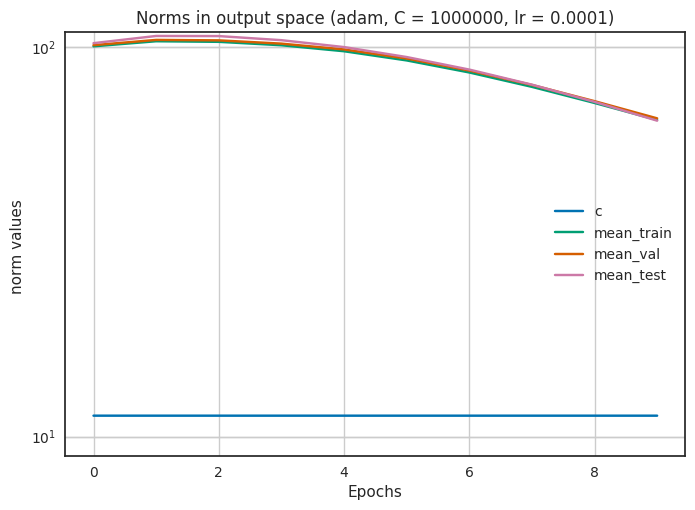 Norms in output space (adam, C = 1000000, lr = 0.0001)
norm values
10²
10¹
c
mean_train
mean_val
mean_test
0 2 4 6 8
Epochs